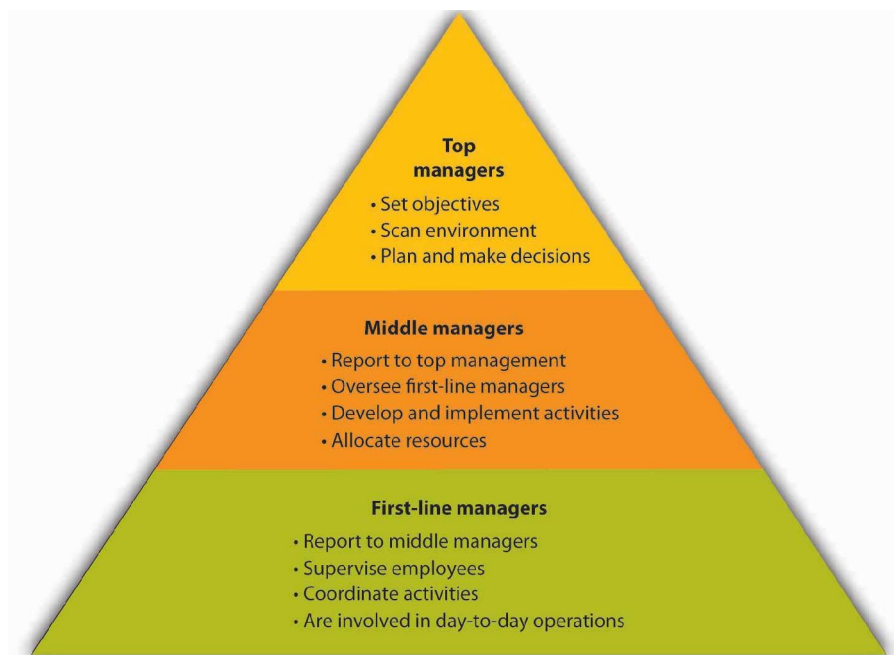 Top
managers
• Set objectives
• Scan environment
• Plan and make decisions
Middle managers
• Report to top management
• Oversee first-line managers
• Develop and implement activities
• Allocate resources
First-line managers
• Report to middle managers
• Supervise employees
• Coordinate activities
• Are involved in day-to-day operations